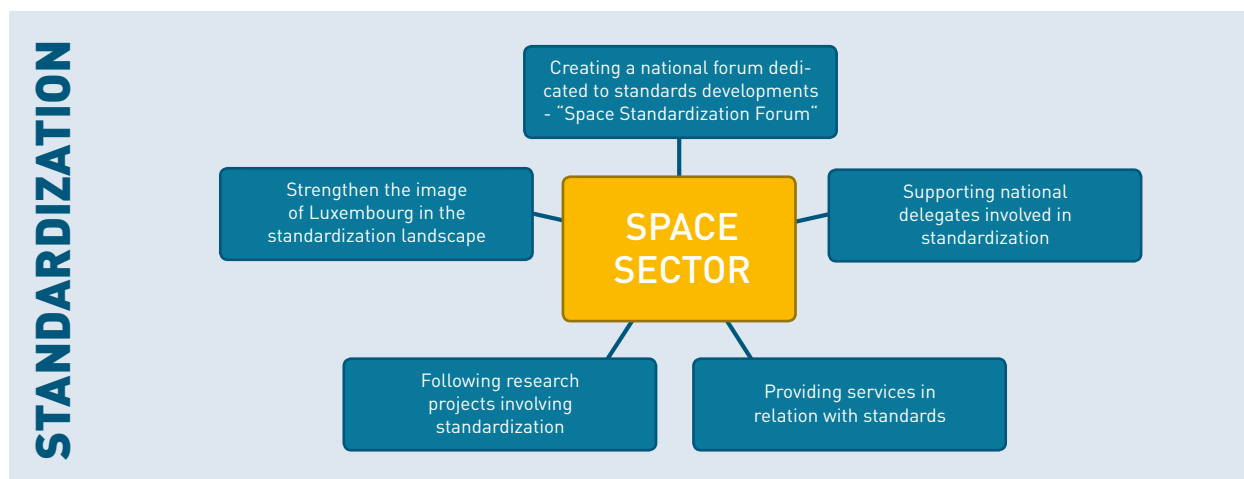 STANDARDIZATION
Creating a national forum dedi-
cated to standards developments
- “Space Standardization Forum“
Strengthen the image
of Luxembourg in the
standardization landscape
SPACE
SECTOR
Supporting national
delegates involved in
standardization
Following research
projects involving
standardization
Providing services in
relation with standards